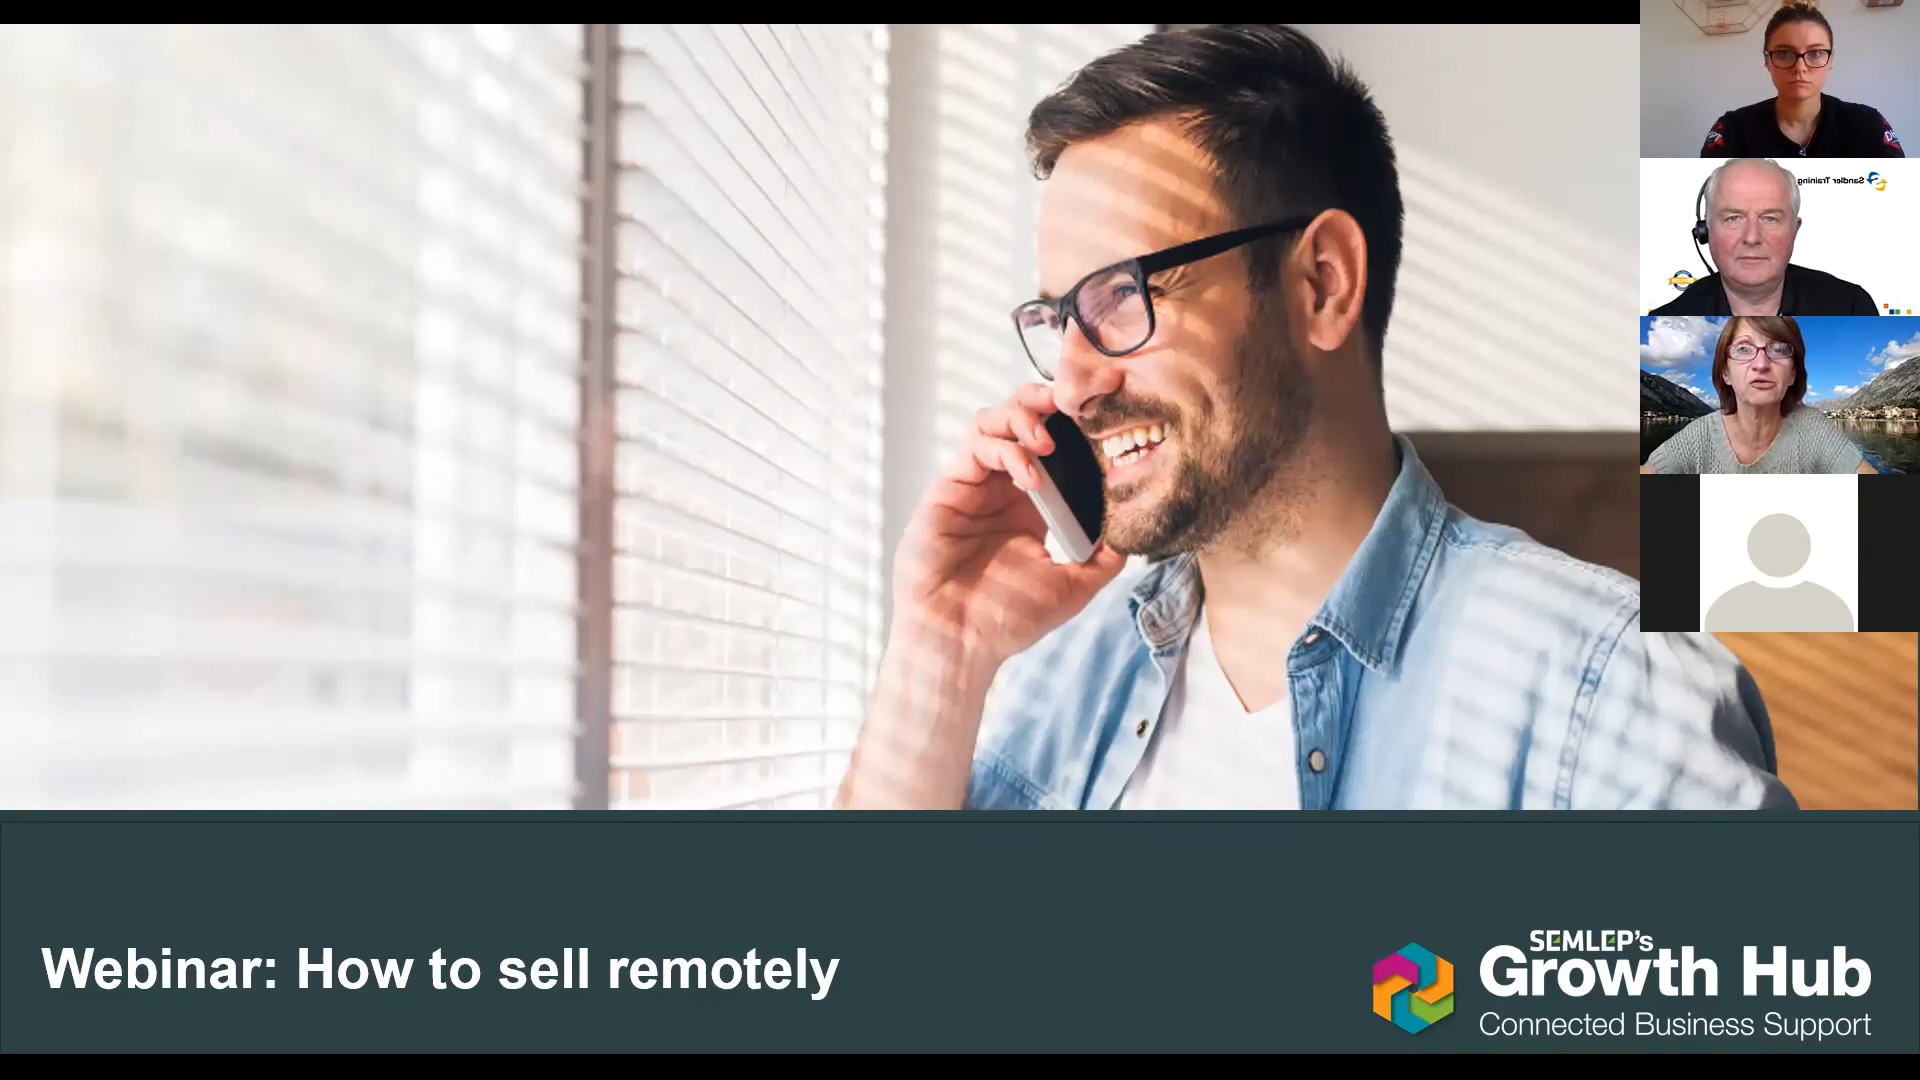 Sandler Training
Webinar: How to sell remotely
SEMLEP's
Growth Hub
Connected Business Support